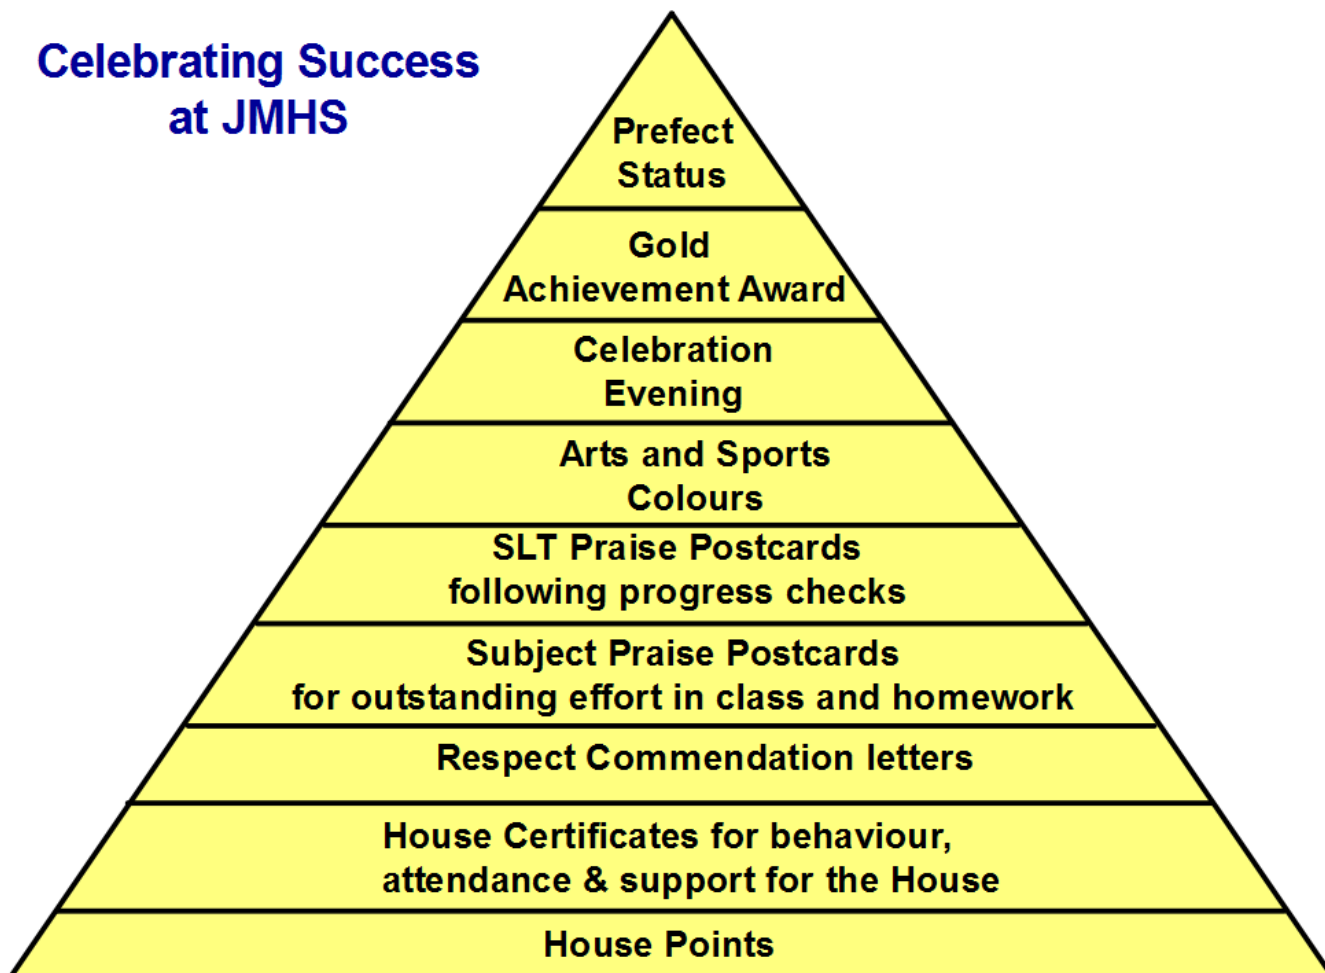 Celebrating Success
at JMHS
Prefect
Status
Gold
Achievement Award
Celebration
Evening
Arts and Sports
Colours
SLT Praise Postcards
following progress checks
Subject Praise Postcards
for outstanding effort in class and homework
Respect Commendation letters
House Certificates for behaviour,
attendance & support for the House
House Points